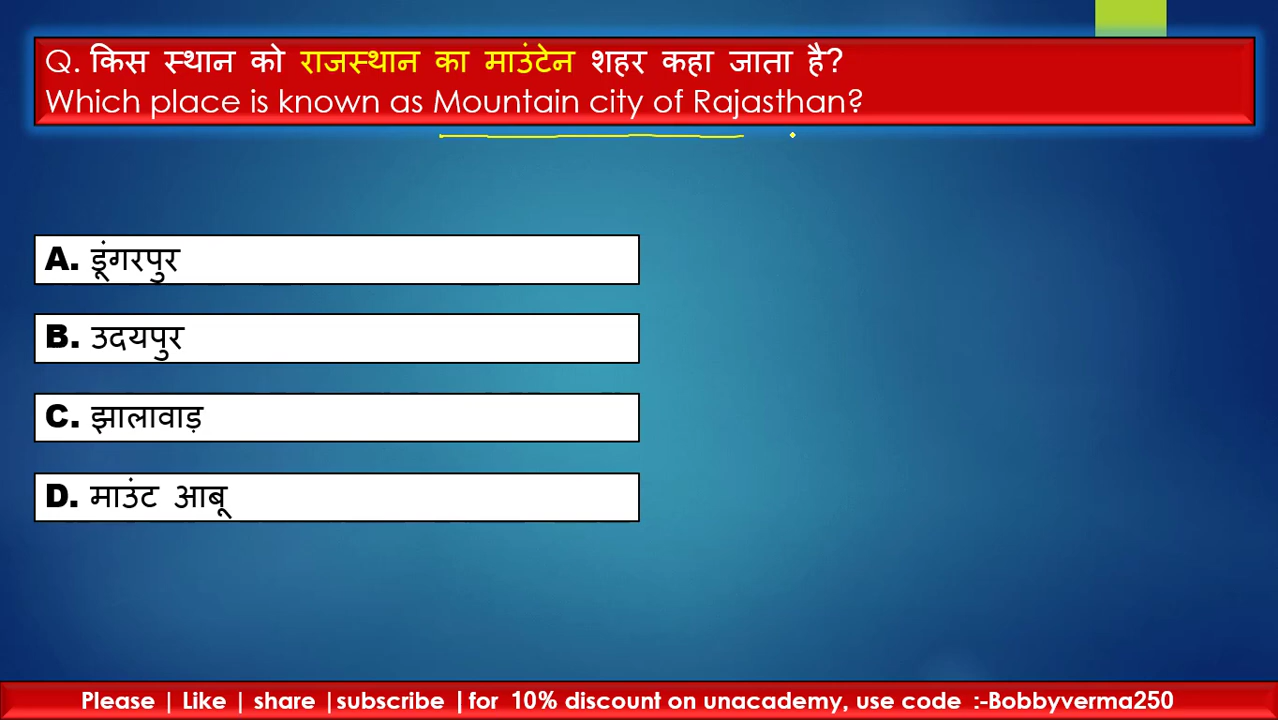 Q. किस स्थान को राजस्थान का माउंटेन शहर कहा जाता है?
Which place is known as Mountain city of Rajasthan?
A. डूंगरपुर
B. उदयपुर
C. झालावाड़
D. माउंट आबू
Please | Like | share |subscribe |for 10% discount on unacademy, use code :-Bobbyverma250